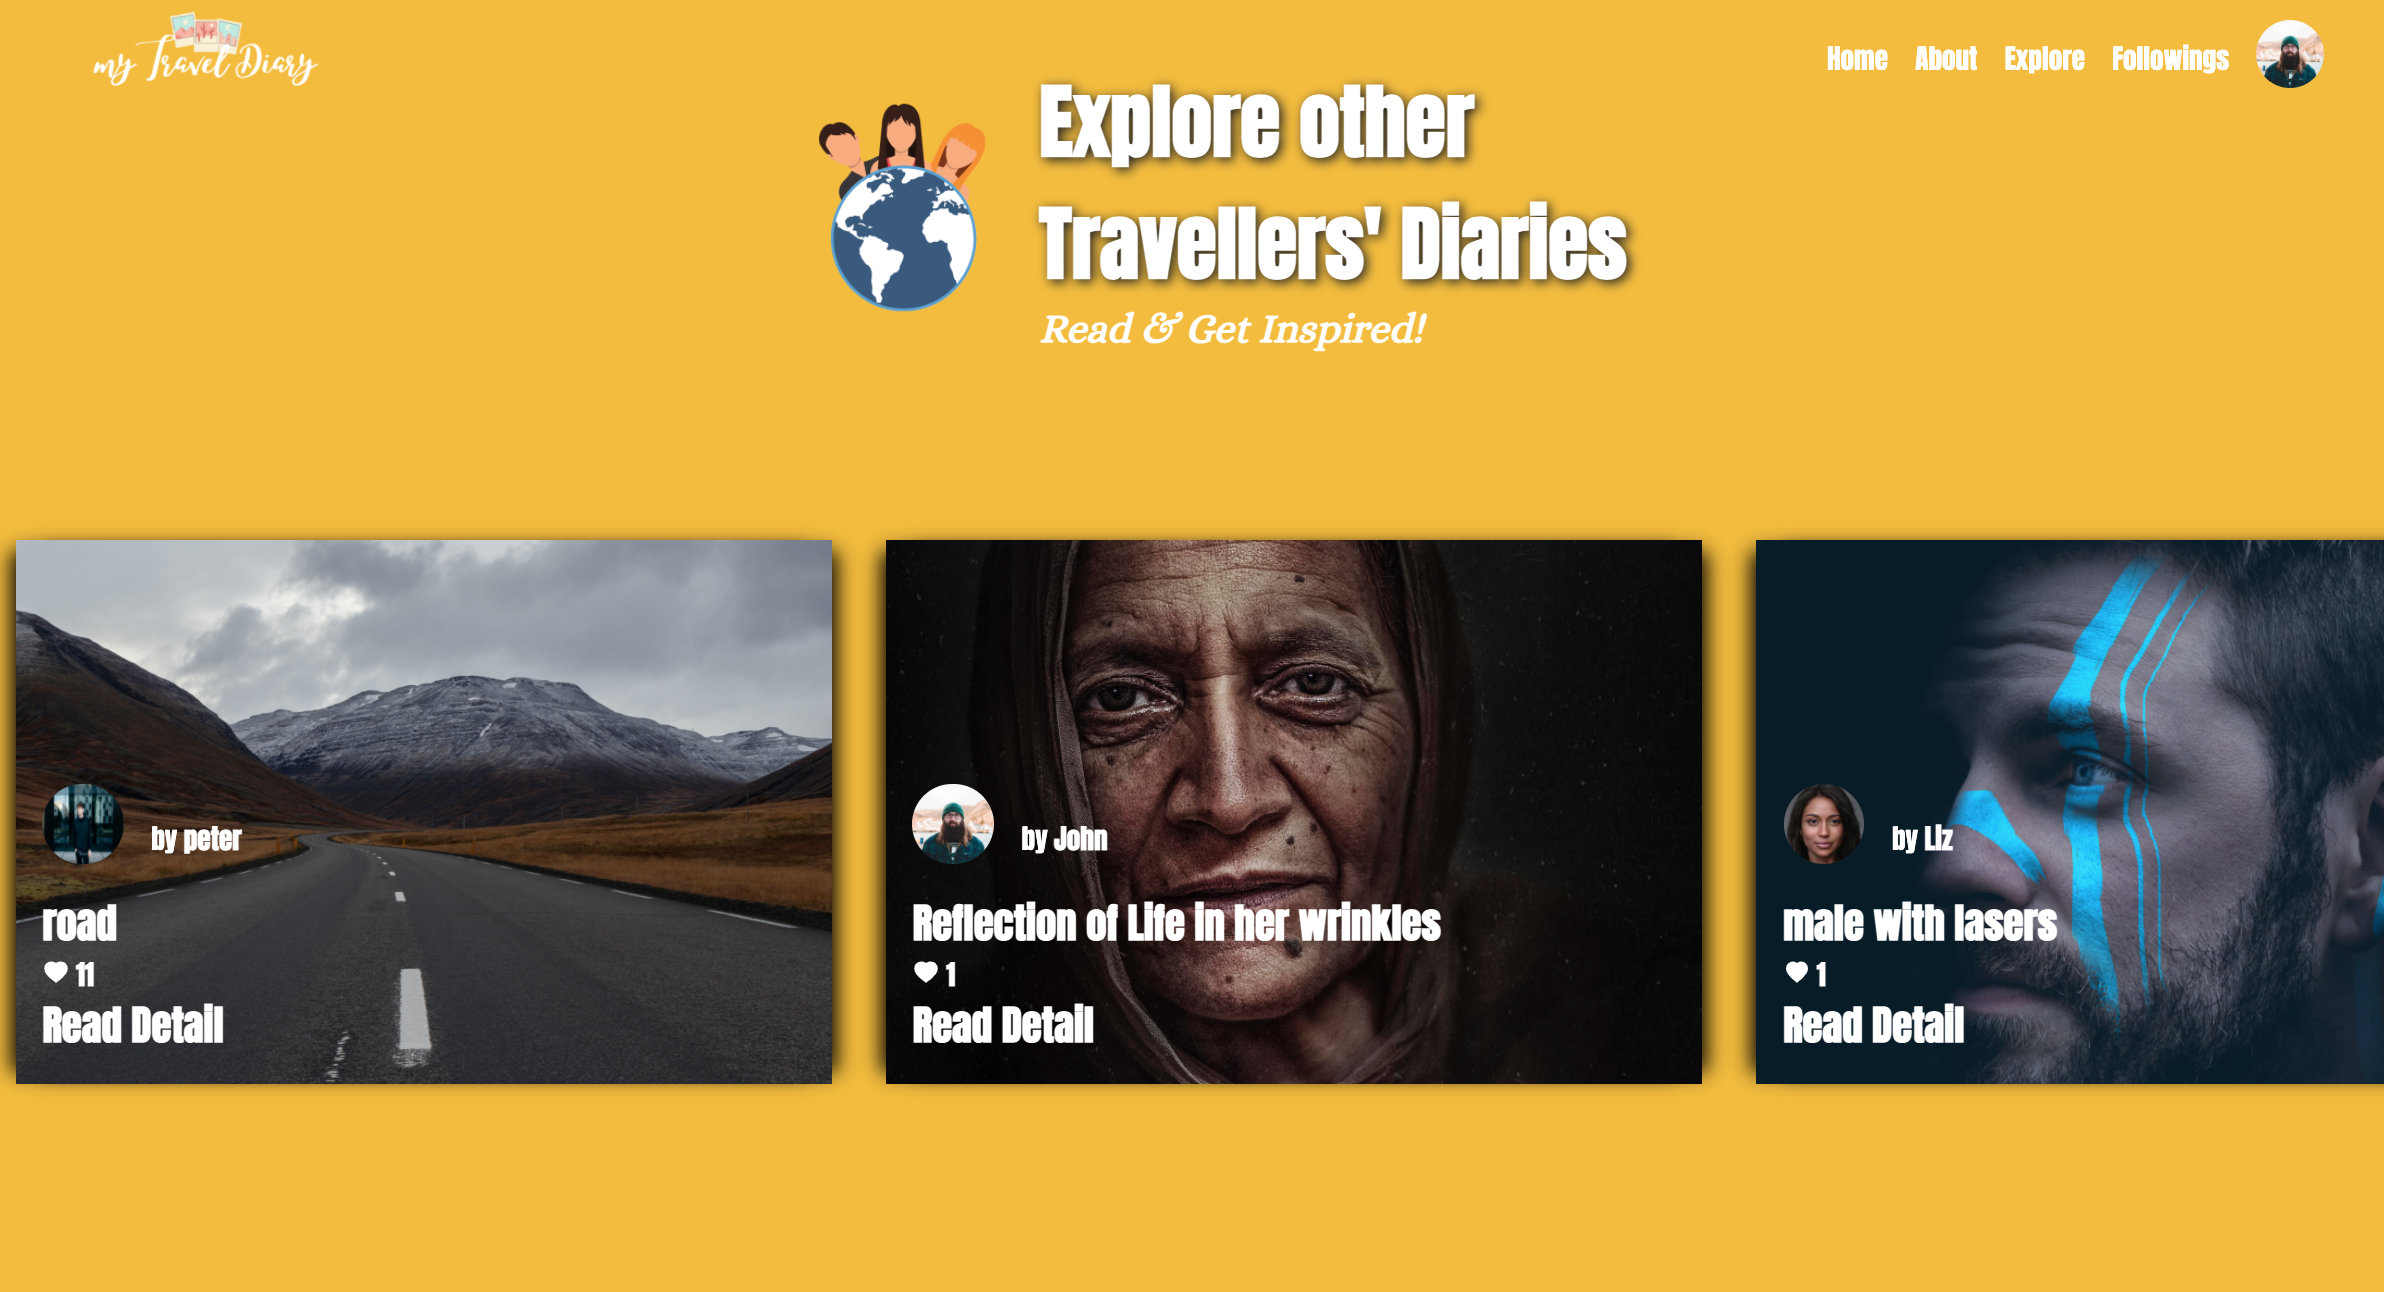 my Travel Diary
Home About Explore Followings
Explore other
Travellers' Diaries
Read & Get Inspired!
by peter
road
11
Read Detail
by John
Reflection of Life in her wrinkles
1
Read Detail
by Liz
male with lasers
1
Read Detail